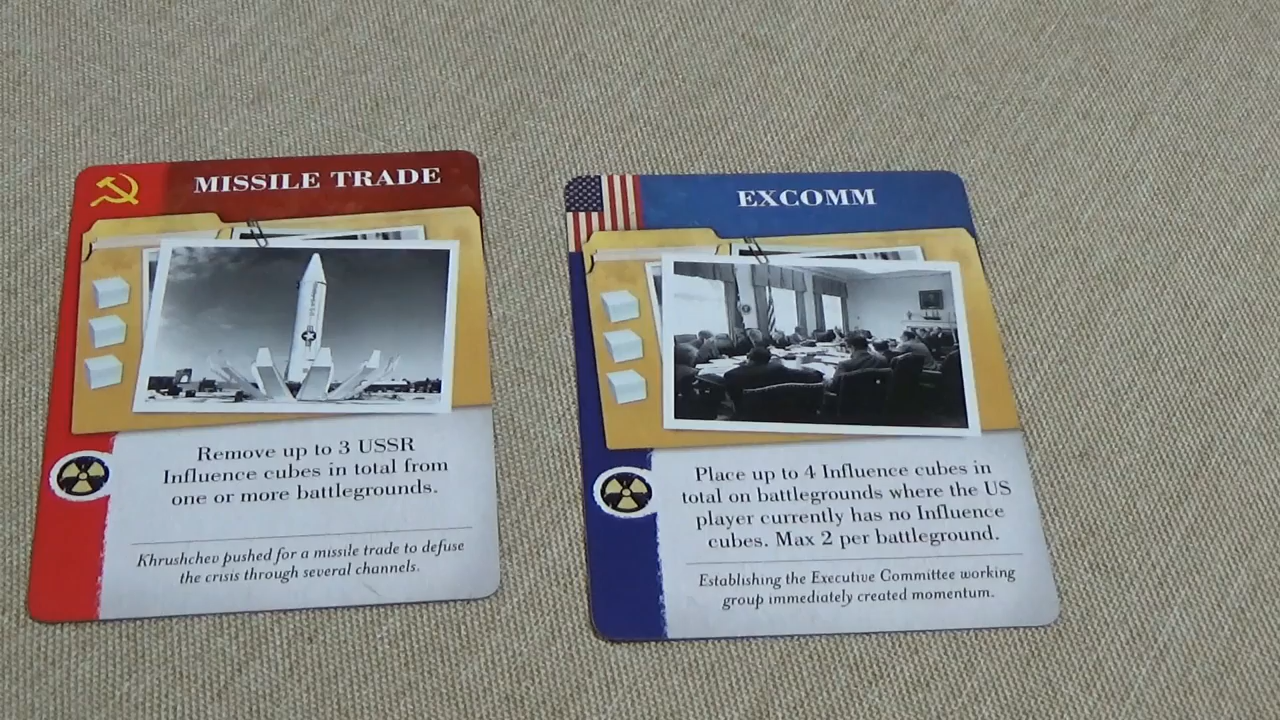 MISSILE TRADE
Remove up to 3 USSR
Influence cubes in total from
one or more battlegrounds.
Khrushchev pushed for a missile trade to defuse
the crisis through several channels.
EXCOMM
Place up to 4 Influence cubes in
total on battlegrounds where the US
player currently has no Influence
cubes. Max 2 per battleground.
Establishing the Executive Committee working
group immediately created momentum.